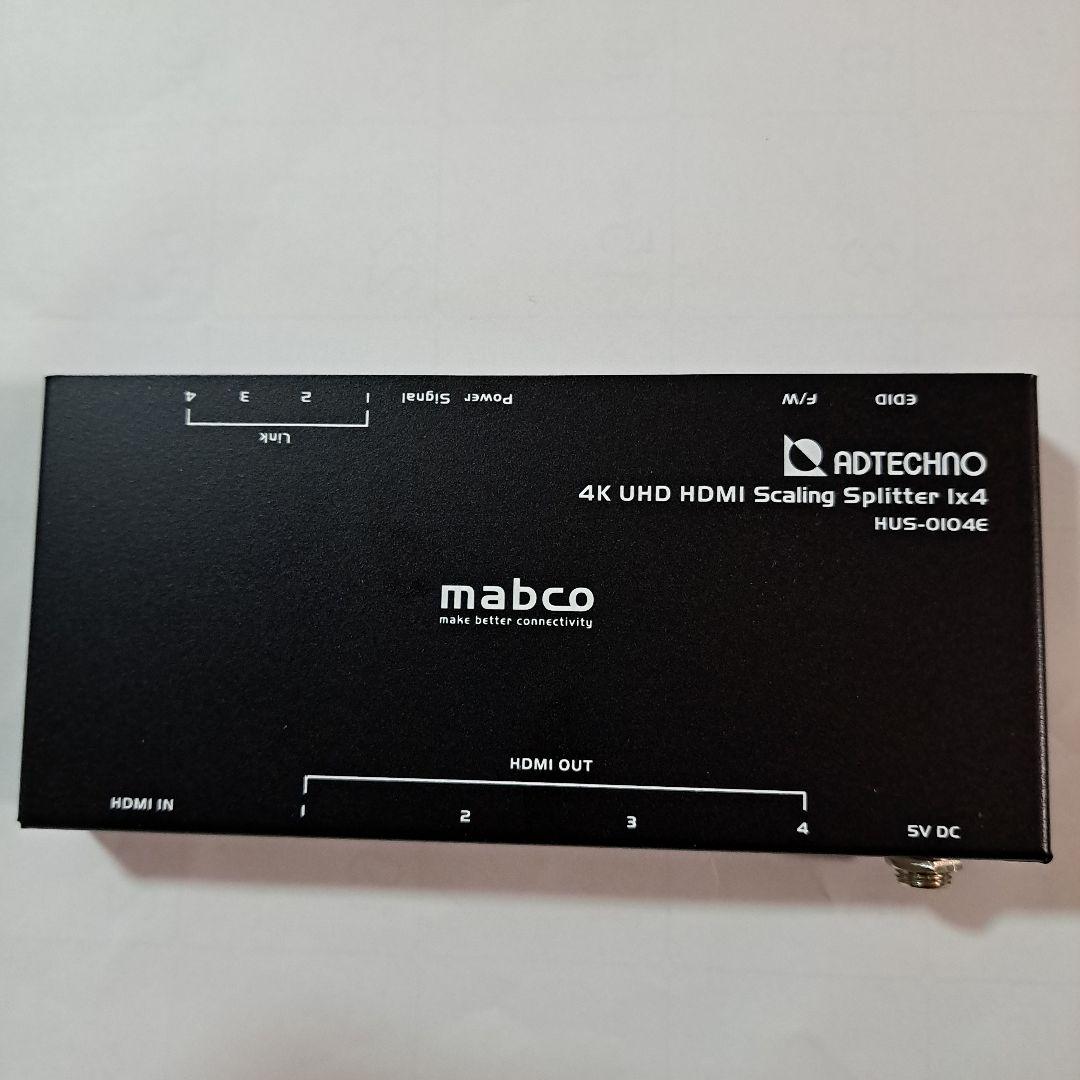 4 3 2 1 Signal Power F/W EDID
Link
ADTECHNO
4K UHD HDMI Scaling Splitter 1x4
HUS-0104E
mabco
make better connectivity
HDMI OUT
HDMI IN 1 2 3 4 5V DC